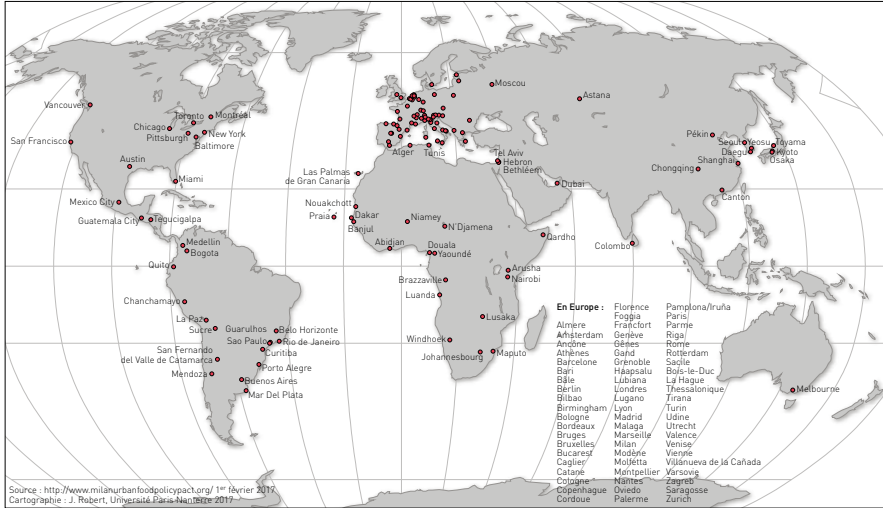 Vancouver
Toronto
Montréal
Chicago
New York
San Francisco
Pittsburgh
Baltimore
Austin
Miami
Mexico City
Guatemala City
Tegucigalpa
Medellin
Bogota
Quito
Chanchamayo
La Paz
Sucre
Guarulhos
Belo Horizonte
Sao Paulo
Rio de Janeiro
Curitiba
San Fernando
del Valle de Catamarca
Porto Alegre
Mendoza
Buenos Aires
Mar Del Plata
Moscou
Astana
Alger
Tunis
Las Palmas
de Gran Canaria
Tel Aviv
Hebron
Bethléem
Dubai
Nouakchott
Praia
Dakar
Banjul
Niamey
N'Djamena
Abidjan
Douala
Yaoundé
Qardho
Brazzaville
Luanda
Arusha
Nairobi
Lusaka
Windhoek
Johannesbourg
Maputo
Pékin
Seoul
Yeosu
Toyama
Daegu
Kyoto
Osaka
Shanghai
Chongqing
Canton
Colombo
Melbourne
En Europe :
Almere
Amsterdam
Ancône
Athènes
Barcelone
Bari
Bâle
Berlin
Bilbao
Birmingham
Bologne
Bordeaux
Bruges
Bruxelles
Bucarest
Caglier
Catane
Cologne
Copenhague
Cordoue
Florence
Foggia
Francfort
Genève
Gênes
Gand
Grenoble
Haapsalu
Lubiana
Londres
Lugano
Lyon
Madrid
Malaga
Marseille
Milan
Modène
Molfetta
Montpellier
Nantes
Oviedo
Palerme
Pamplona/Iruña
Paris
Parme
Riga
Rome
Rotterdam
Sacile
Bois-le-Duc
La Hague
Thessalonique
Tirana
Turin
Udine
Utrecht
Valence
Venise
Vienne
Villanueva de la Cañada
Varsovie
Zagreb
Saragosse
Zurich
Source : http://www.milanurbanfoodpolicypact.org/ 1er février 2017
Cartographie : J. Robert, Université Paris Nanterre 2017